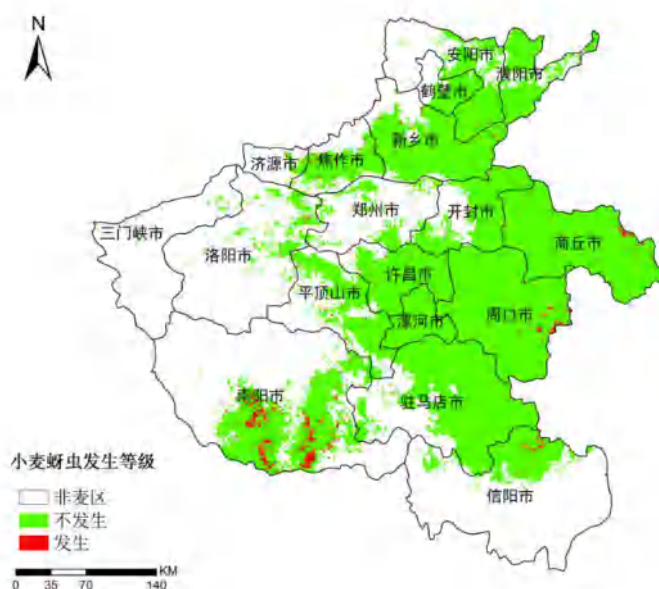 N
安阳市
濮阳市
鹤壁市
新乡市
济源市
焦作市
三门峡市
洛阳市
郑州市
开封市
商丘市
平顶山市
许昌市
漯河市
周口市
南阳市
驻马店市
信阳市
小麦蚜虫发生等级
非麦区
不发生
发生
KM
0 35 70 140